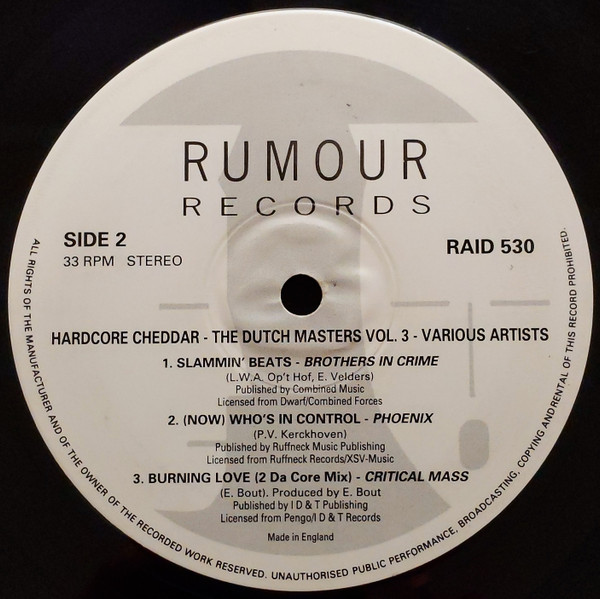 RUMOUR
RECORDS
SIDE 2
33 RPM STEREO
RAID 530
HARDCORE CHEDDAR - THE DUTCH MASTERS VOL. 3 - VARIOUS ARTISTS
1. SLAMMIN' BEATS - BROTHERS IN CRIME
(L.W.A. Op't Hof, E. Velders)
Published by Combined Music
Licensed from Dwarf/Combined Forces
2. (NOW) WHO'S IN CONTROL - PHOENIX
(P.V. Kerckhoven)
Published by Ruffneck Music Publishing
Licensed from Ruffneck Records/XSV-Music
3. BURNING LOVE (2 Da Core Mix) - CRITICAL MASS
(E. Bout). Produced by E. Bout
Published by I D & T Publishing
Licensed from Pengo/I D & T Records
Made in England
ALL RIGHTS OF THE MANUFACTURER AND OF THE OWNER OF THE RECORDED WORK RESERVED. UNAUTHORISED PUBLIC PERFORMANCE, BROADCASTING, COPYING AND RENTAL OF THIS RECORD PROHIBITED.